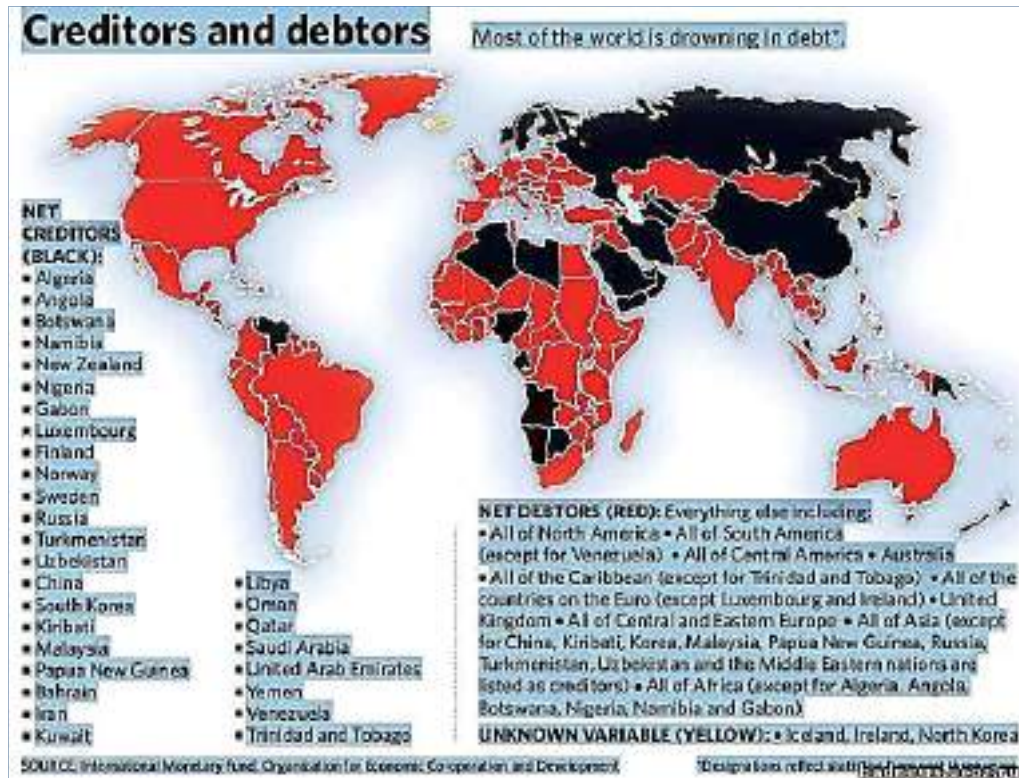 Creditors and debtors
Most of the world is drowning in debt*.
NET
CREDITORS
(BLACK):
• Algeria
• Angola
• Botswana
• Namibia
• New Zealand
• Nigeria
• Gabon
• Luxembourg
• Finland
• Norway
• Sweden
• Russia
• Turkmenistan
• Uzbekistan
• China
• South Korea
• Kiribati
• Malaysia
• Papua New Guinea
• Bahrain
• Iran
• Kuwait
• Libya
• Oman
• Qatar
• Saudi Arabia
• United Arab Emirates
• Yemen
• Venezuela
• Trinidad and Tobago
NET DEBTORS (RED): Everything else including:
• All of North America • All of South America
(except for Venezuela) • All of Central America • Australia
• All of the Caribbean (except for Trinidad and Tobago) • All of the
countries on the Euro (except Luxembourg and Ireland) • United
Kingdom • All of Central and Eastern Europe • All of Asia (except
for China, Kiribati, Korea, Malaysia, Papua New Guinea, Russia,
Turkmenistan, Uzbekistan and the Middle Eastern nations are
listed as creditors) • All of Africa (except for Algeria, Angola,
Botswana, Nigeria, Namibia and Gabon)
UNKNOWN VARIABLE (YELLOW): • Iceland, Ireland, North Korea
SOURCE: International Monetary Fund, Organisation for Economic Co-operation and Development
*Designations reflect